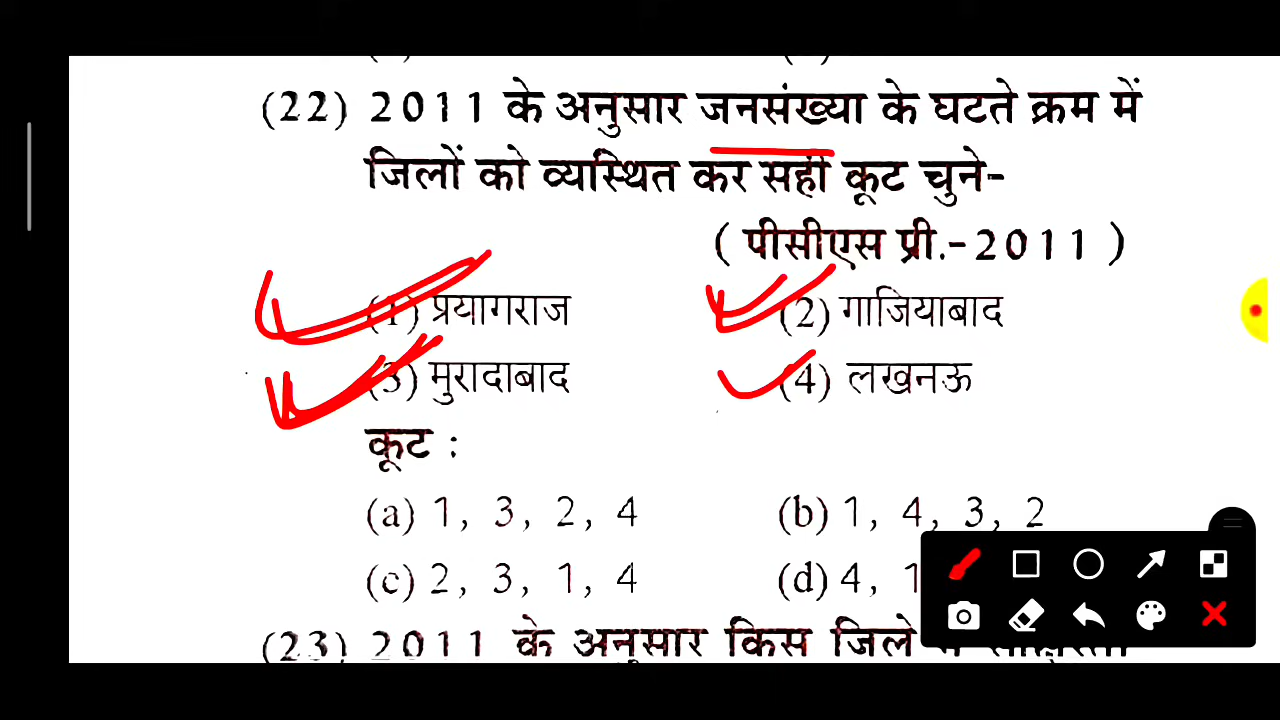 (22) 2011 के अनुसार जनसंख्या के घटते क्रम में
जिलों को व्यस्थित कर सही कूट चुने-
( पीसीएस प्री.-2011 )
(1) प्रयागराज (2) गाजियाबाद
(3) मुरादाबाद (4) लखनऊ
कूट :
(a) 1, 3, 2, 4 (b) 1, 4, 3, 2
(c) 2, 3, 1, 4 (d) 4, 1
(23) 2011 के अनुसार किस जिले